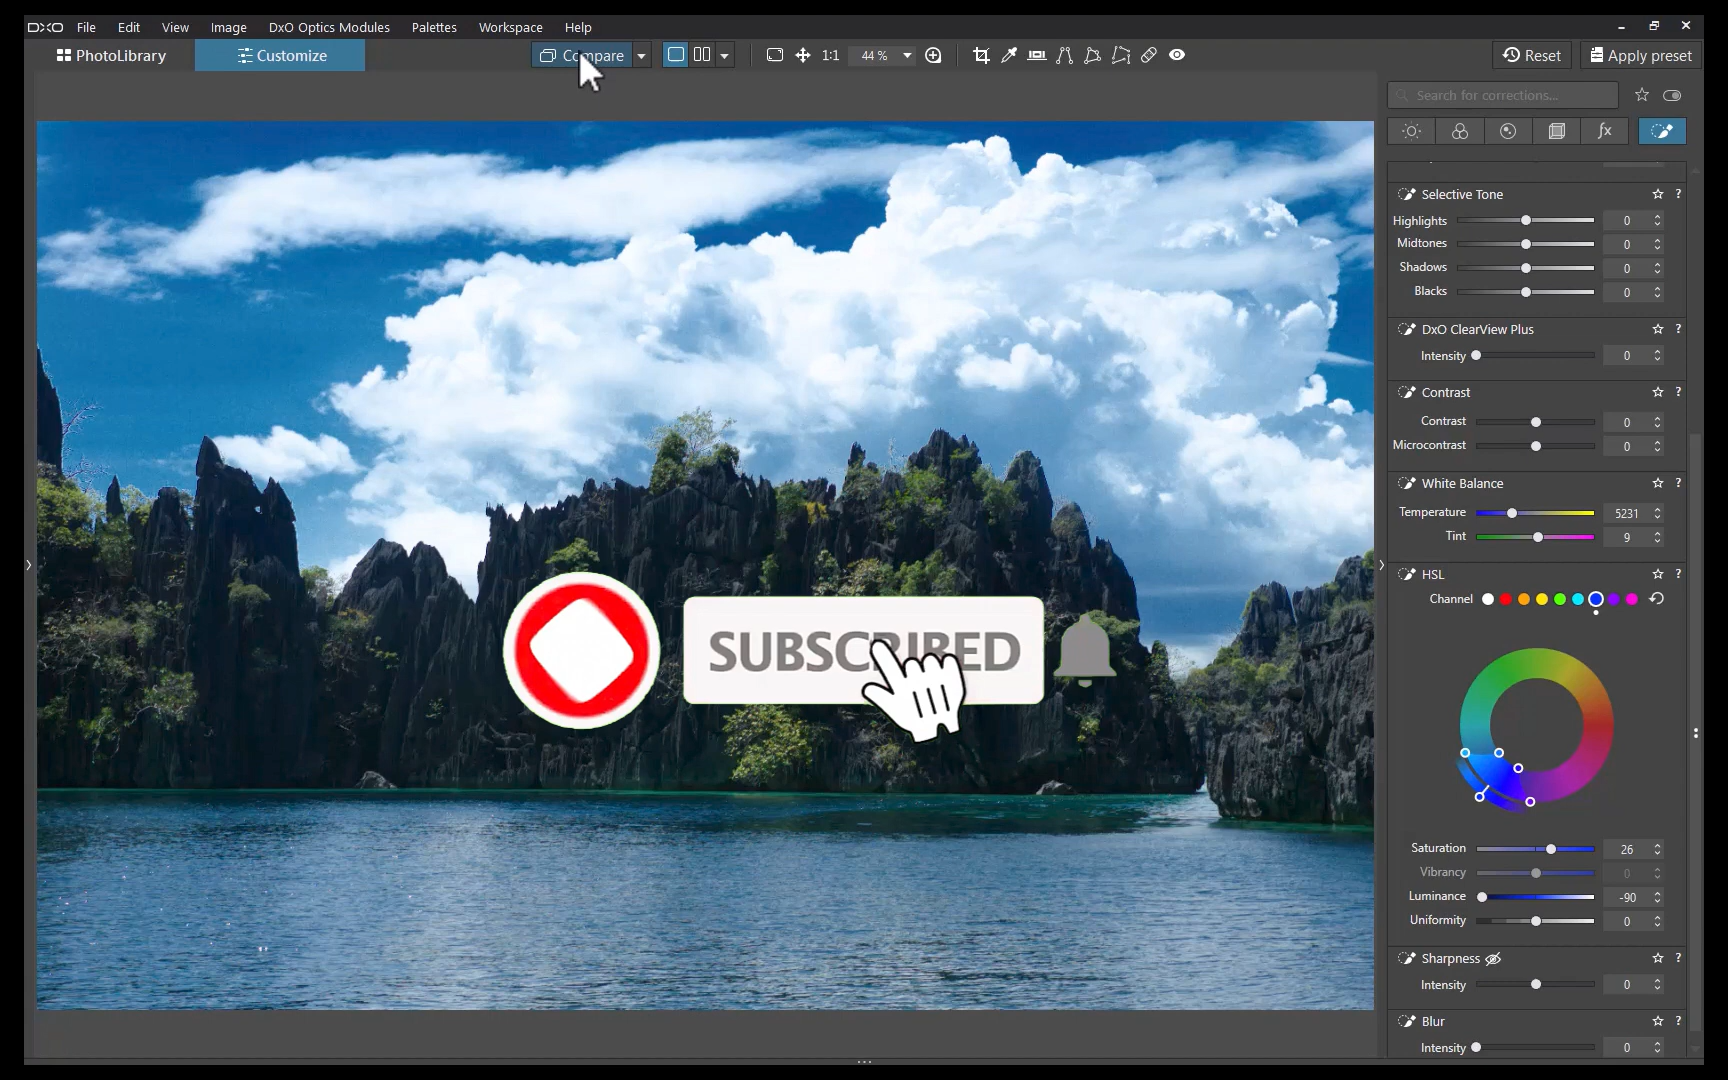 DXO File Edit View Image DxO Optics Modules Palettes Workspace Help
PhotoLibrary Customize Compare 1:1 44 % Reset Apply preset
Search for corrections...
fx
Selective Tone ?
Highlights 0
Midtones 0
Shadows 0
Blacks 0
DxO ClearView Plus ?
Intensity 0
Contrast ?
Contrast 0
Microcontrast 0
White Balance ?
Temperature 5231
Tint 9
HSL ?
Channel
SUBSCRIBED
Saturation 26
Vibrancy 0
Luminance -90
Uniformity 0
Sharpness ?
Intensity 0
Blur ?
Intensity 0